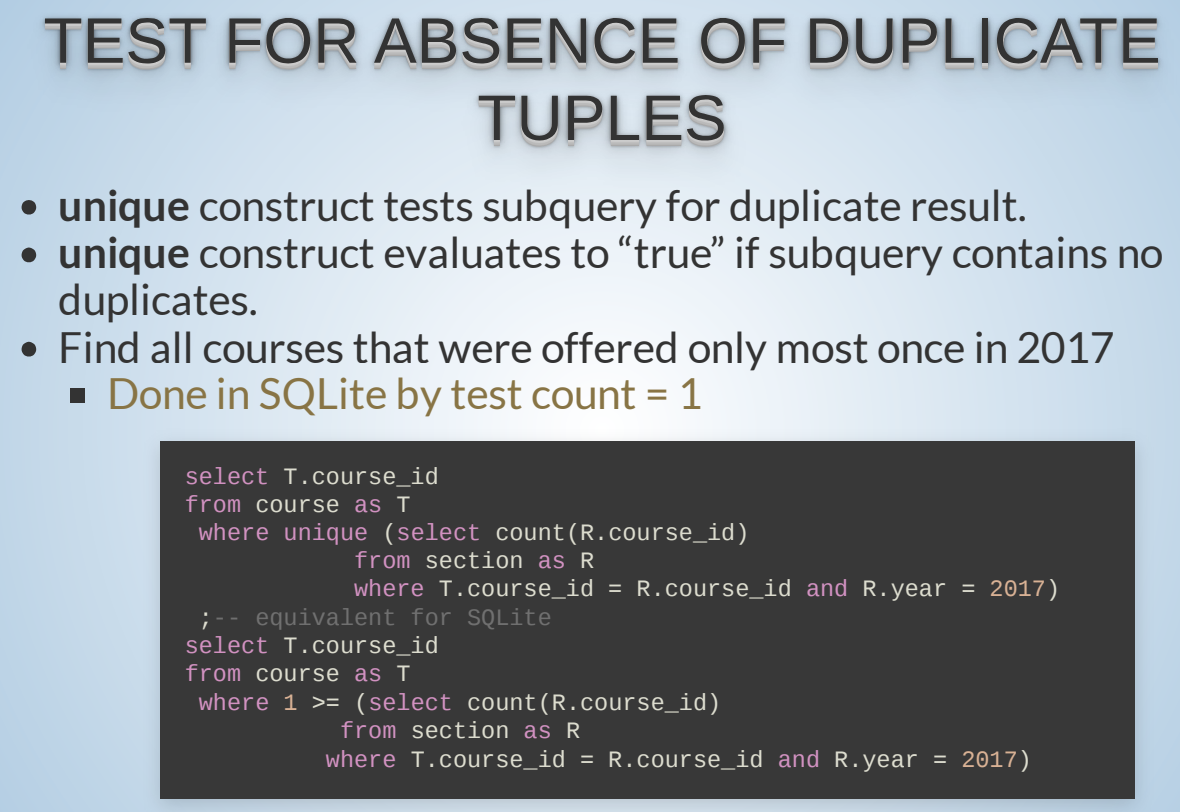 TEST FOR ABSENCE OF DUPLICATE
TUPLES
• unique construct tests subquery for duplicate result.
• unique construct evaluates to “true” if subquery contains no
duplicates.
• Find all courses that were offered only most once in 2017
▪ Done in SQLite by test count = 1
select T.course_id
from course as T
 where unique (select count(R.course_id)
            from section as R
            where T.course_id = R.course_id and R.year = 2017)
 ;-- equivalent for SQLite
select T.course_id
from course as T
 where 1 >= (select count(R.course_id)
           from section as R
          where T.course_id = R.course_id and R.year = 2017)